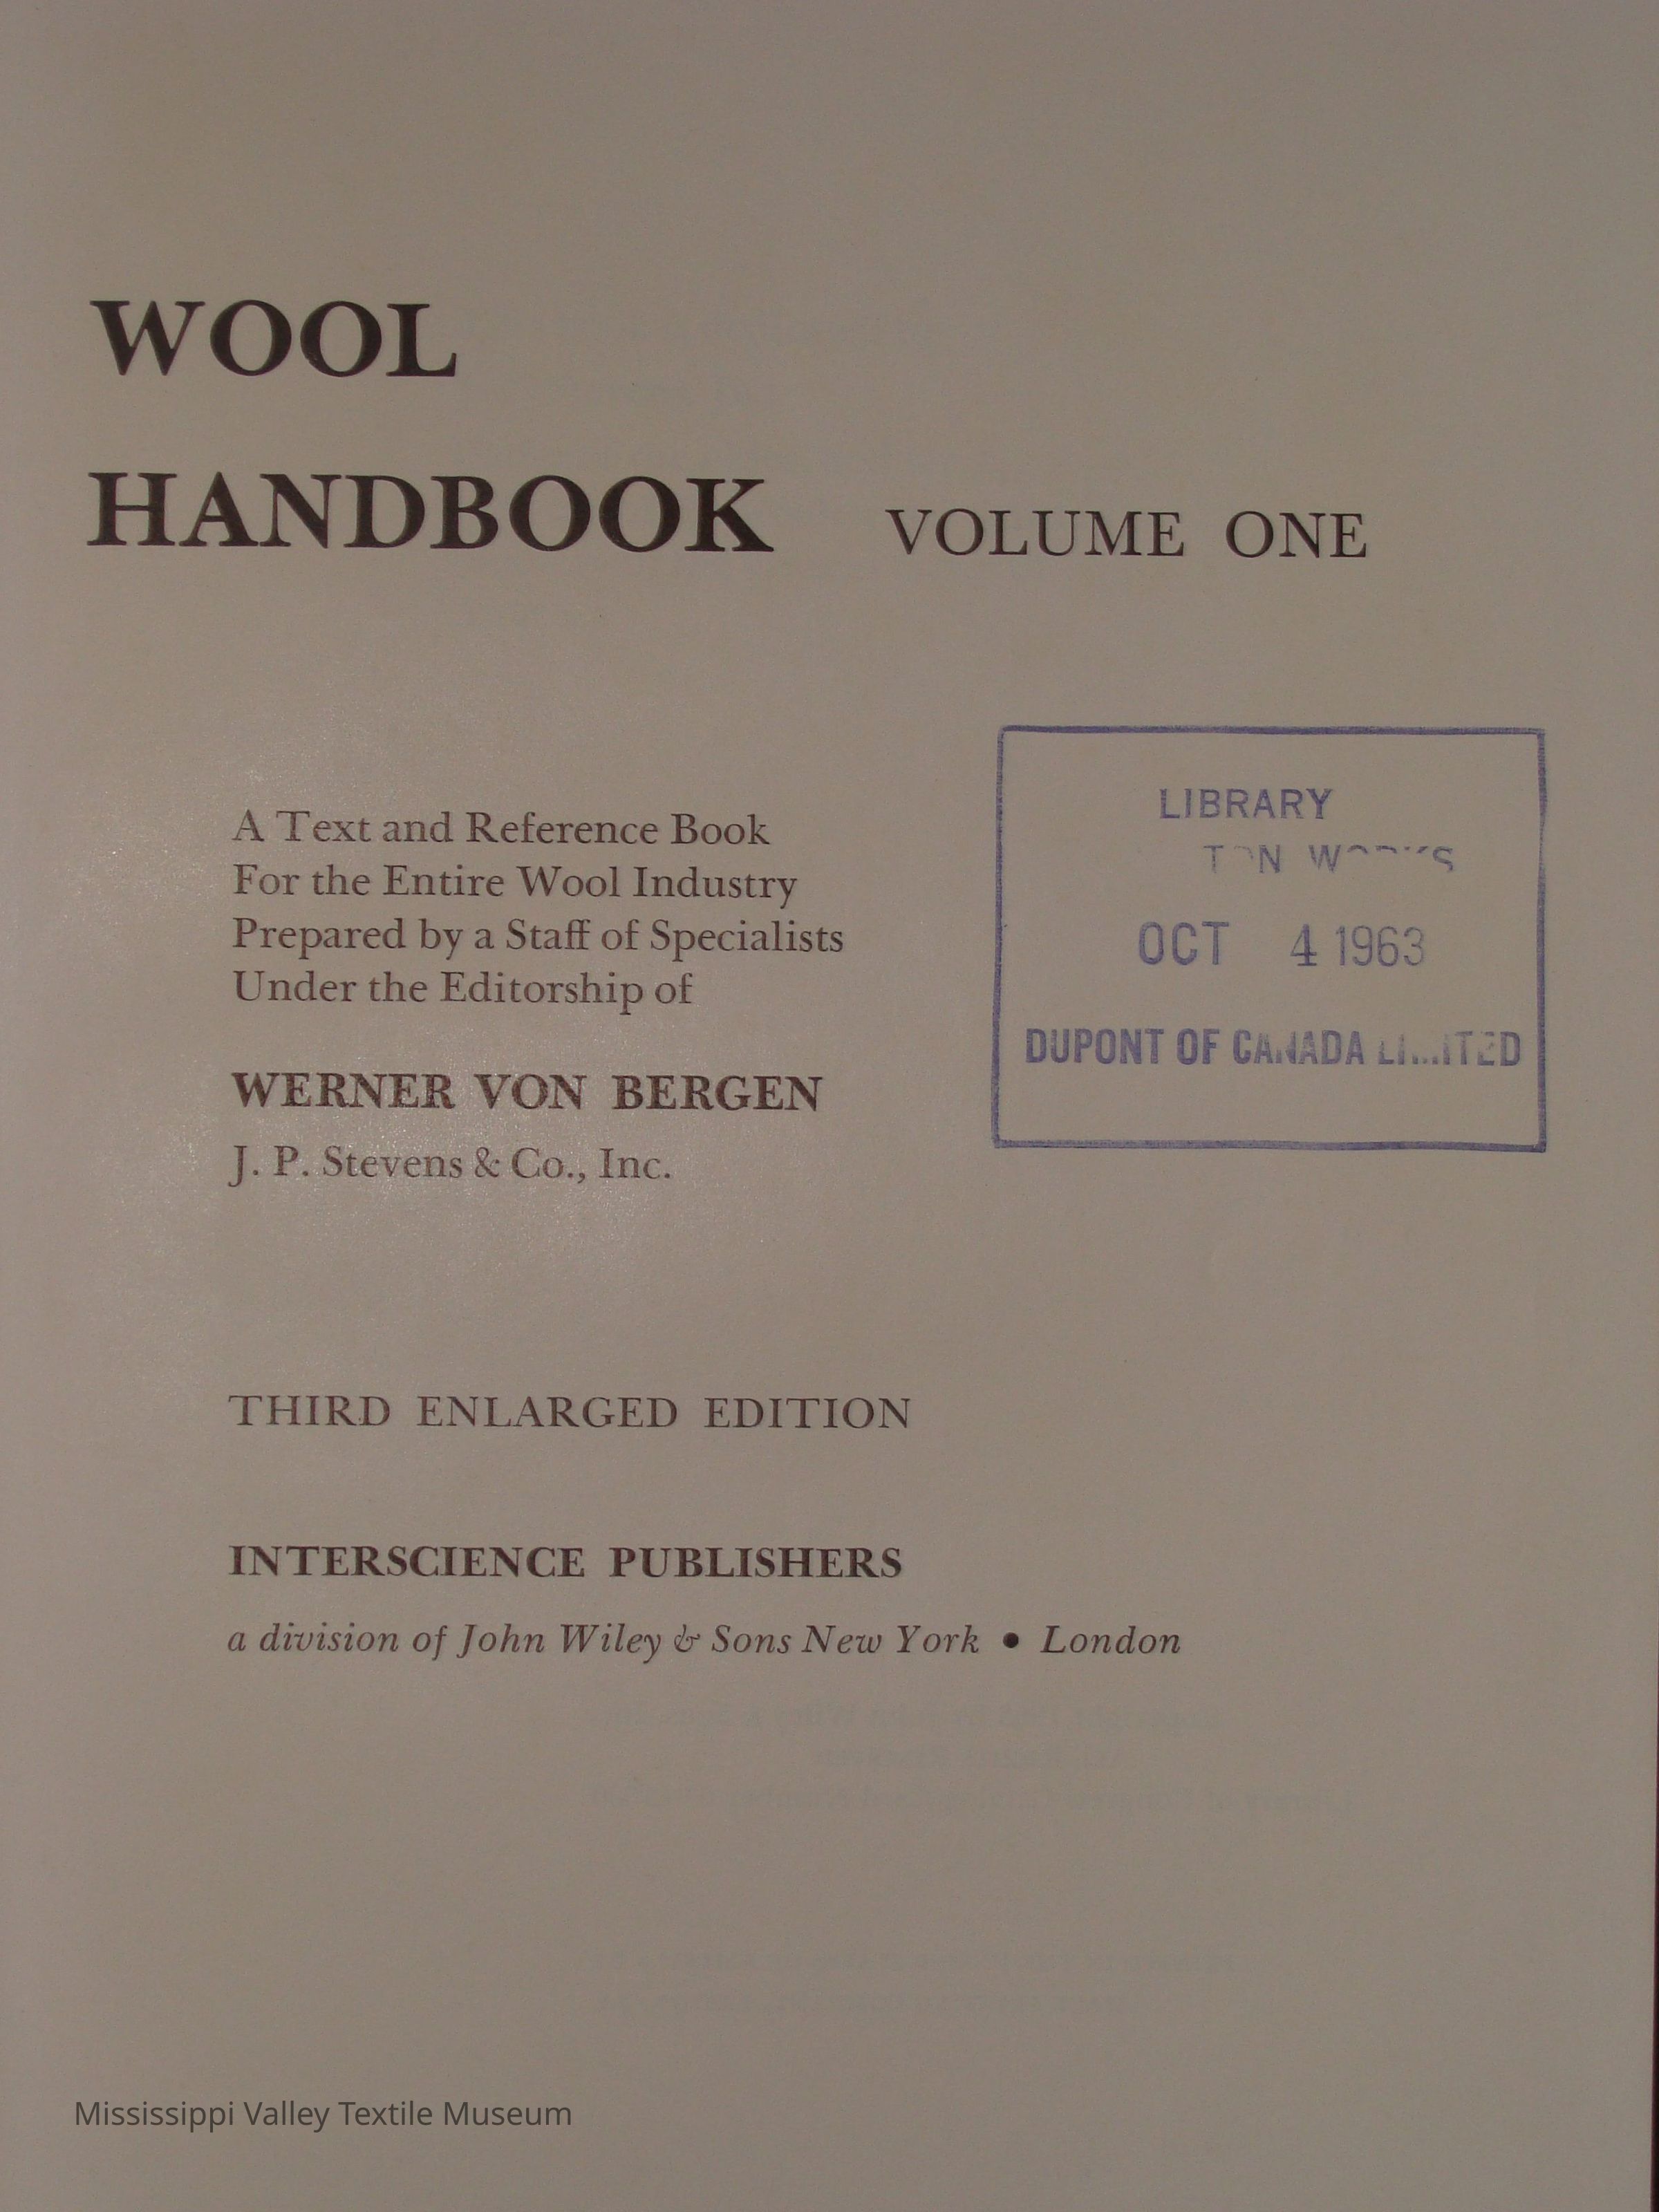 WOOL
HANDBOOK VOLUME ONE
A Text and Reference Book
For the Entire Wool Industry
Prepared by a Staff of Specialists
Under the Editorship of
WERNER VON BERGEN
J. P. Stevens & Co., Inc.
LIBRARY
OCT 4 1963
DUPONT OF CANADA LIMITED
THIRD ENLARGED EDITION
INTERSCIENCE PUBLISHERS
a division of John Wiley & Sons New York • London
Mississippi Valley Textile Museum